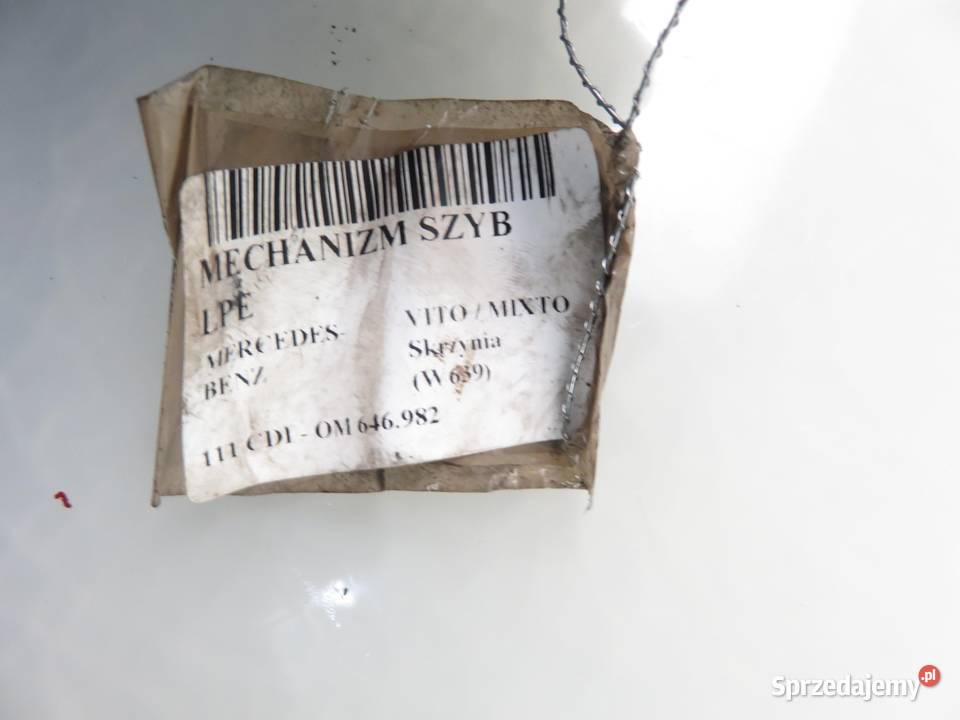 MECHANIZM SZYB
LPE
MERCEDES-
BENZ
VITO / MIXTO
Skrzynia
(W639)
111 CDI - OM 646.982
Sprzedajemy.pl